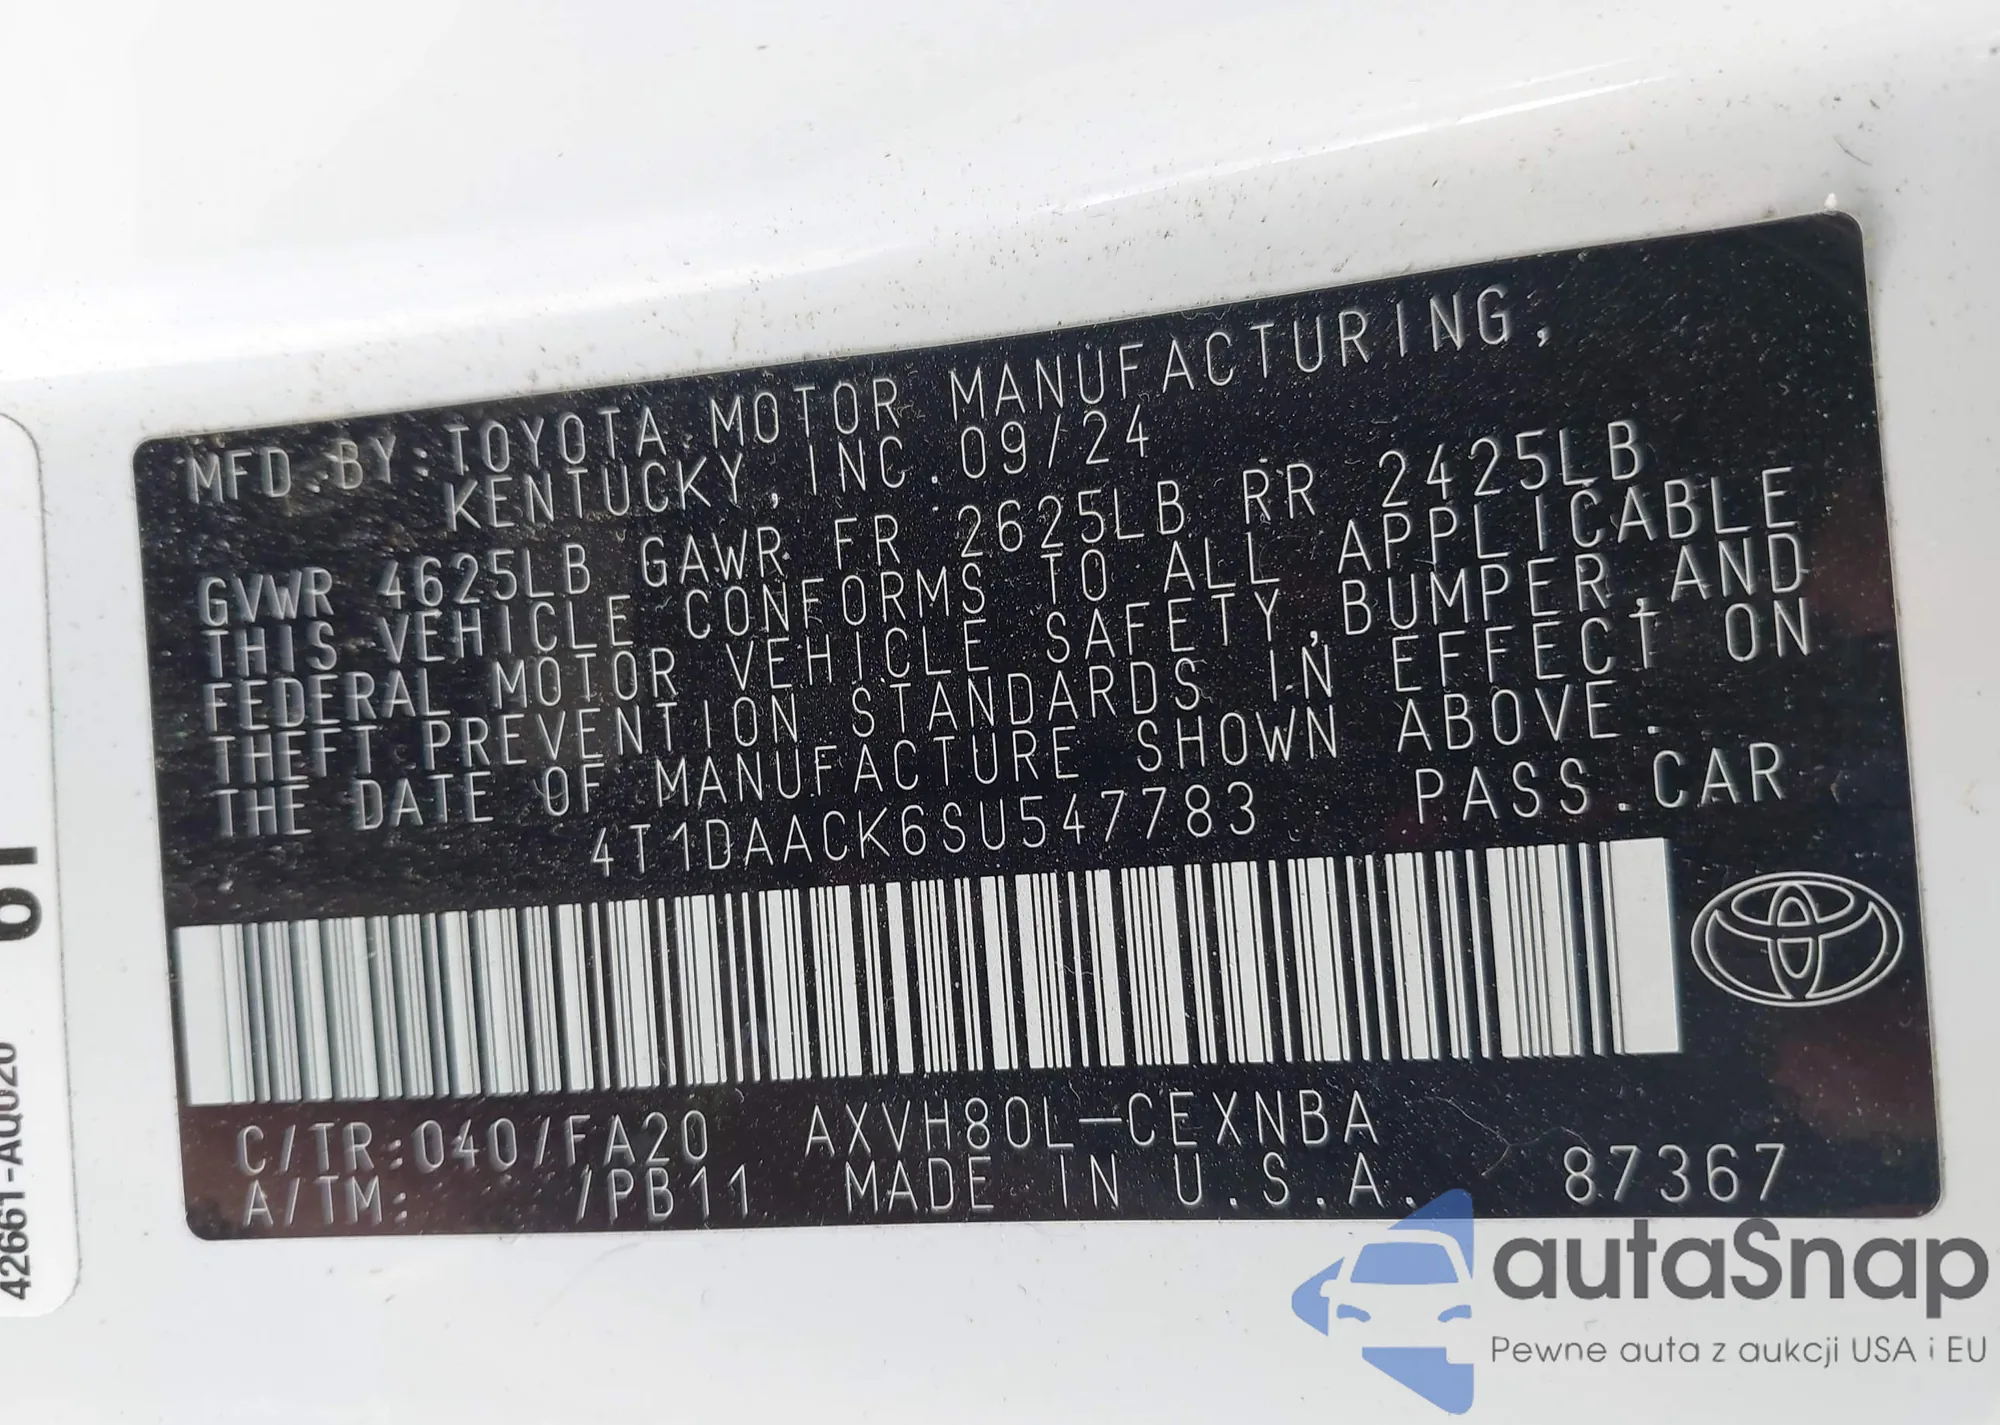 MFD.BY:TOYOTA MOTOR MANUFACTURING,
KENTUCKY,INC.09/24
GVWR 4625LB GAWR FR 2625LB RR 2425LB
THIS VEHICLE CONFORMS TO ALL APPLICABLE
FEDERAL MOTOR VEHICLE SAFETY,BUMPER,AND
THEFT PREVENTION STANDARDS IN EFFECT ON
THE DATE OF MANUFACTURE SHOWN ABOVE.
4T1DAACK6SU547783 PASS.CAR
C/TR:040/FA20 AXVH80L-CEXNBA
A/TM: /PB11 MADE IN U.S.A. 87367
42661-AQ020
autaSnap
Pewne auta z aukcji USA i EU